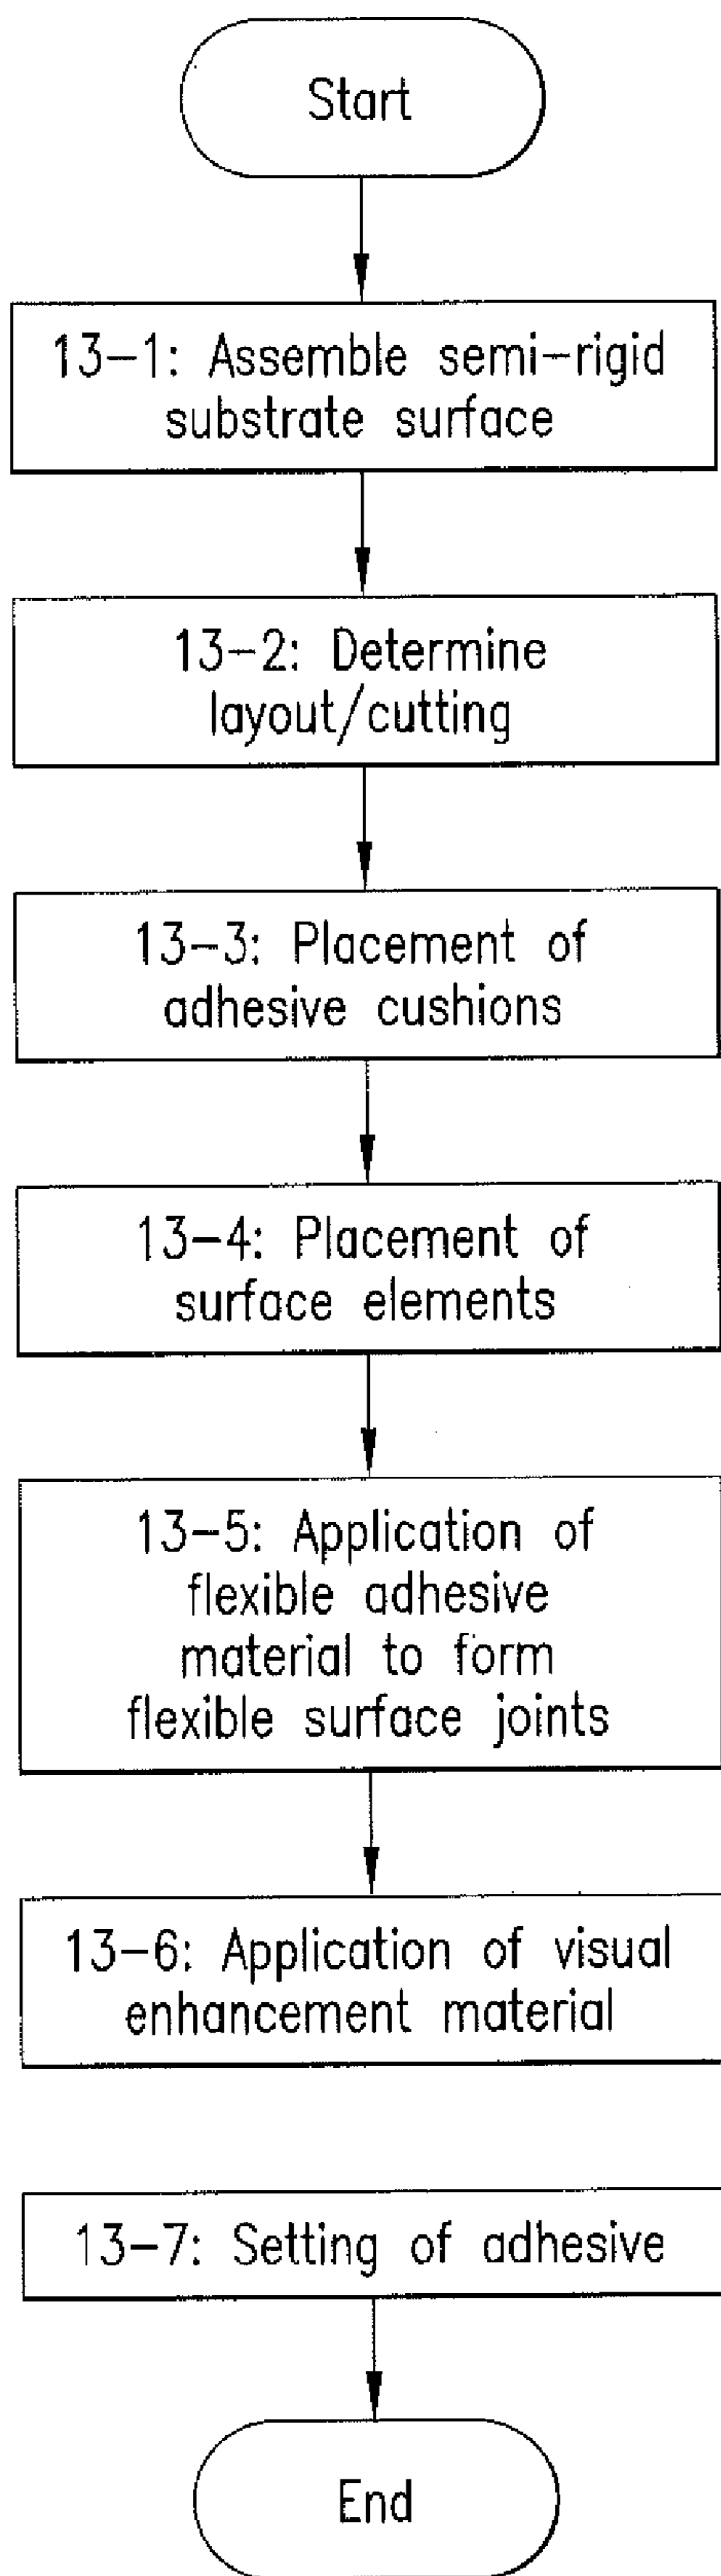 Start
13-1: Assemble semi-rigid
substrate surface
13-2: Determine
layout/cutting
13-3: Placement of
adhesive cushions
13-4: Placement of
surface elements
13-5: Application of
flexible adhesive
material to form
flexible surface joints
13-6: Application of visual
enhancement material
13-7: Setting of adhesive
End